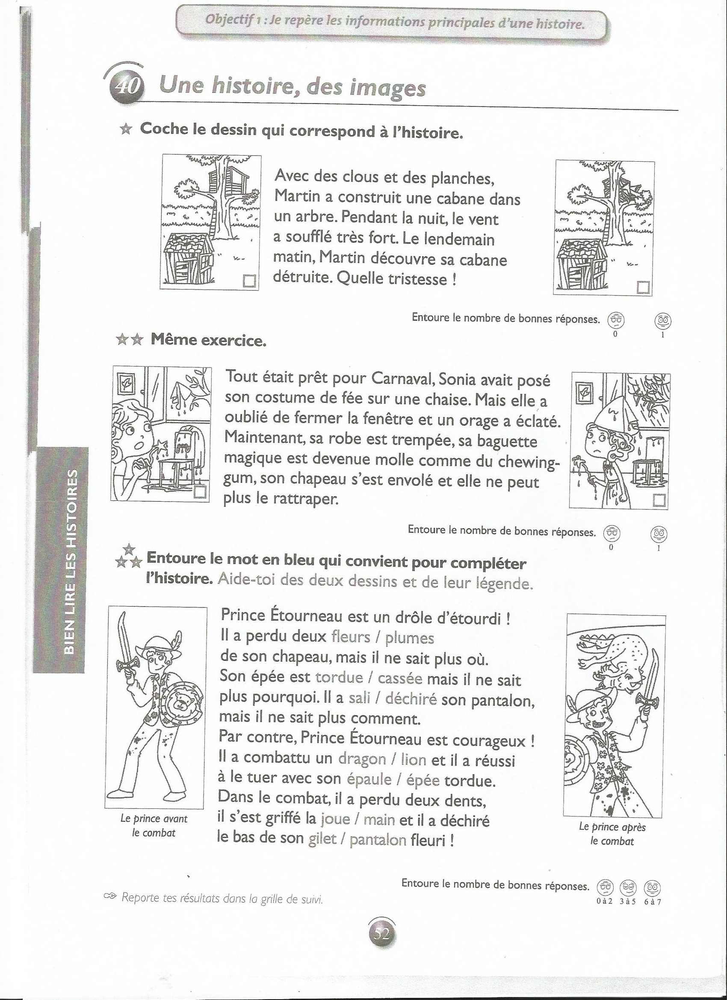 Objectif 1 : Je repère les informations principales d'une histoire.
40 Une histoire, des images
Coche le dessin qui correspond à l'histoire.
Avec des clous et des planches,
Martin a construit une cabane dans
un arbre. Pendant la nuit, le vent
a soufflé très fort. Le lendemain
matin, Martin découvre sa cabane
détruite. Quelle tristesse !
Entoure le nombre de bonnes réponses.
0 1
Même exercice.
Tout était prêt pour Carnaval, Sonia avait posé
son costume de fée sur une chaise. Mais elle a
oublié de fermer la fenêtre et un orage a éclaté.
Maintenant, sa robe est trempée, sa baguette
magique est devenue molle comme du chewing-
gum, son chapeau s'est envolé et elle ne peut
plus le rattraper.
Entoure le nombre de bonnes réponses.
0 1
BIEN LIRE LES HISTOIRES
Entoure le mot en bleu qui convient pour compléter
l'histoire. Aide-toi des deux dessins et de leur légende.
Prince Étourneau est un drôle d'étourdi !
Il a perdu deux fleurs / plumes
de son chapeau, mais il ne sait plus où.
Son épée est tordue / cassée mais il ne sait
plus pourquoi. Il a sali / déchiré son pantalon,
mais il ne sait plus comment.
Par contre, Prince Étourneau est courageux !
Il a combattu un dragon / lion et il a réussi
à le tuer avec son épaule / épée tordue.
Dans le combat, il a perdu deux dents,
il s'est griffé la joue / main et il a déchiré
le bas de son gilet / pantalon fleuri !
Le prince avant
le combat
Le prince après
le combat
Entoure le nombre de bonnes réponses.
0 à 2 3 à 5 6 à 7
Reporte tes résultats dans la grille de suivi.
52